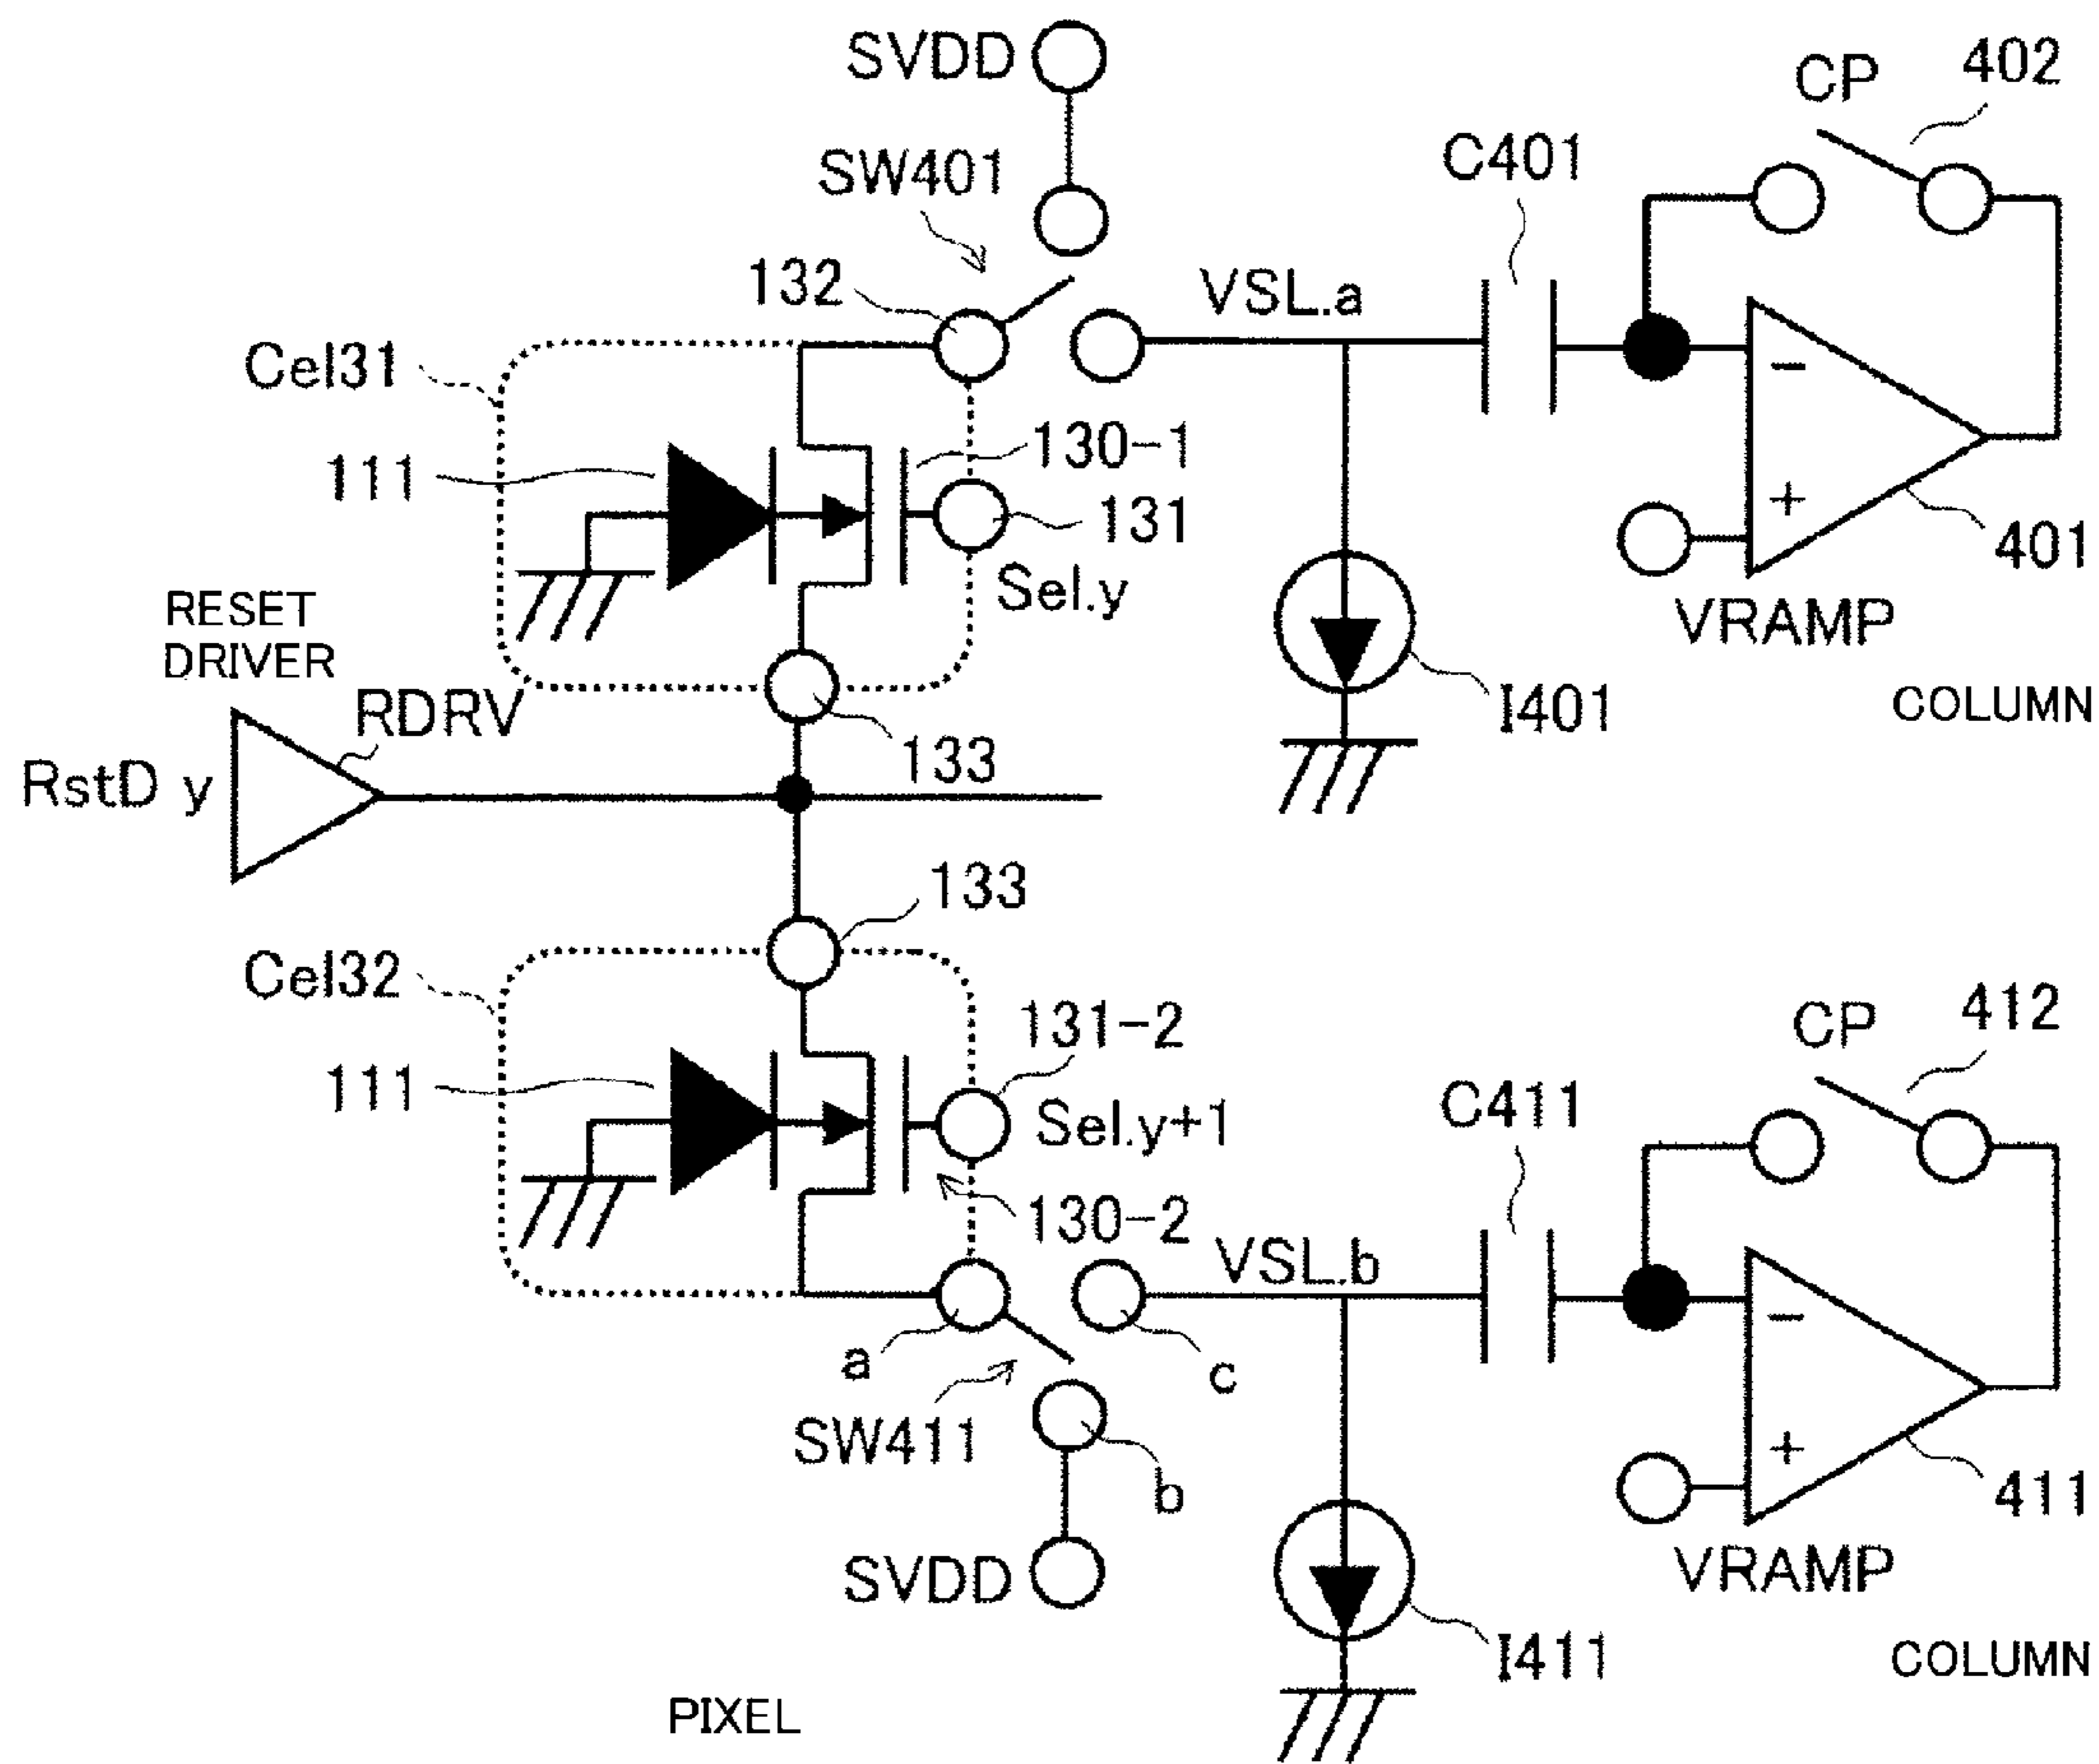 SVDD
CP
402
SW401
C401
132
VSL.a
Cel31
130-1
111
131
Sel.y
401
RESET
DRIVER
RDRV
VRAMP
I401
COLUMN
133
RstD y
133
Cel32
131-2
CP
412
111
Sel.y+1
C411
130-2
VSL.b
a
c
SW411
b
411
SVDD
VRAMP
I411
COLUMN
PIXEL